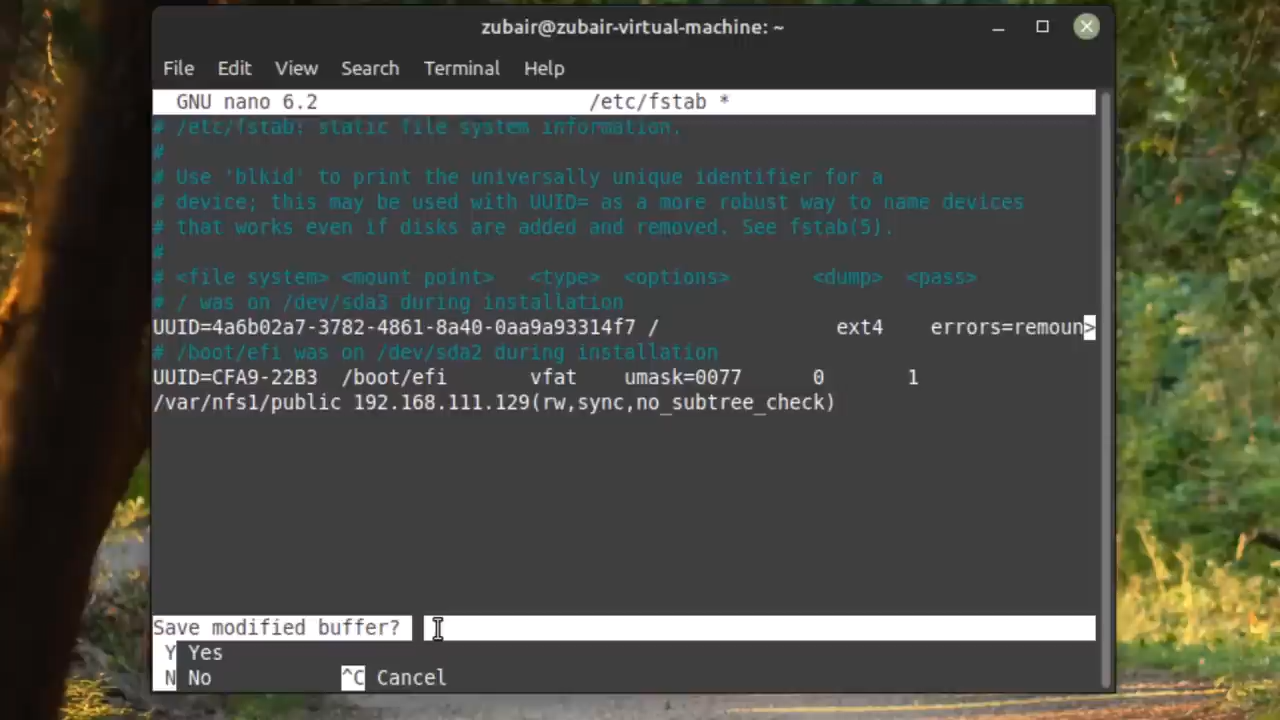 zubair@zubair-virtual-machine: ~
File Edit View Search Terminal Help
GNU nano 6.2 /etc/fstab *
# /etc/fstab: static file system information.
#
# Use 'blkid' to print the universally unique identifier for a
# device; this may be used with UUID= as a more robust way to name devices
# that works even if disks are added and removed. See fstab(5).
#
# <file system> <mount point> <type> <options> <dump> <pass>
# / was on /dev/sda3 during installation
UUID=4a6b02a7-3782-4861-8a40-0aa9a93314f7 / ext4 errors=remoun>
# /boot/efi was on /dev/sda2 during installation
UUID=CFA9-22B3 /boot/efi vfat umask=0077 0 1
/var/nfs1/public 192.168.111.129(rw,sync,no_subtree_check)
Save modified buffer?
Y Yes
N No ^C Cancel